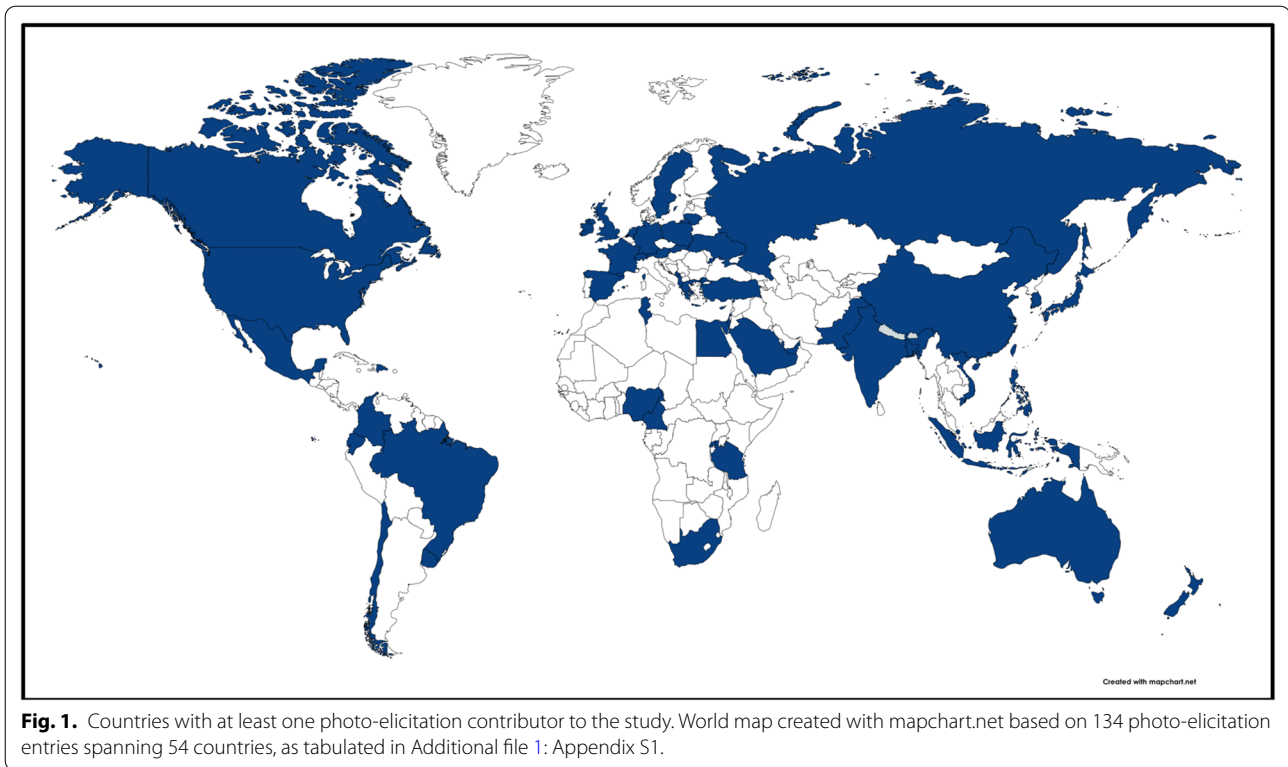 Created with mapchart.net
Fig. 1. Countries with at least one photo-elicitation contributor to the study. World map created with mapchart.net based on 134 photo-elicitation
entries spanning 54 countries, as tabulated in Additional file 1: Appendix S1.